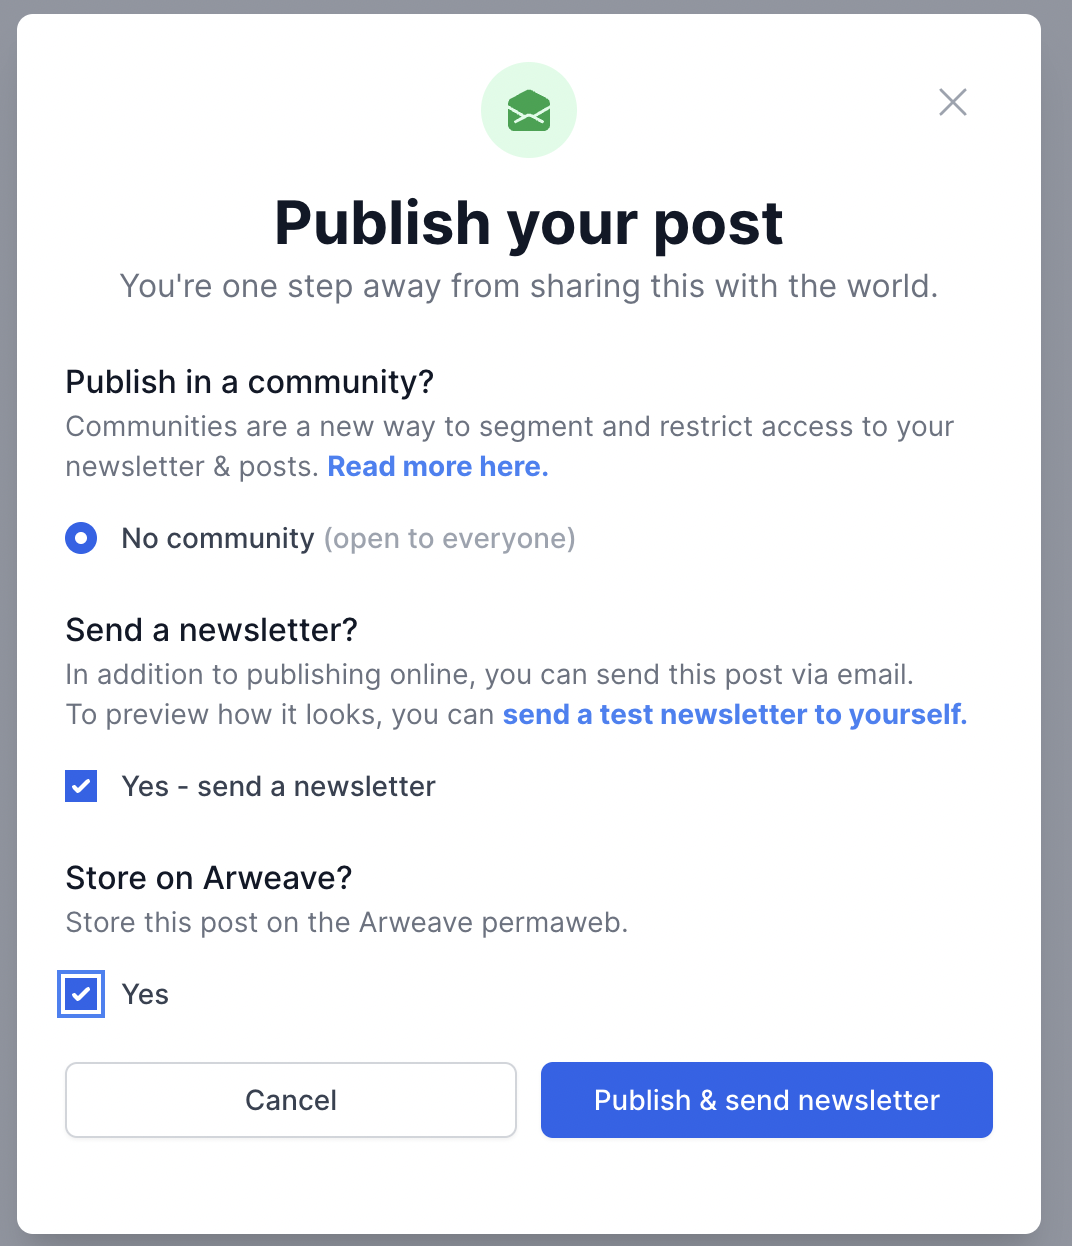 Publish your post
You're one step away from sharing this with the world.
Publish in a community?
Communities are a new way to segment and restrict access to your
newsletter & posts. Read more here.
No community (open to everyone)
Send a newsletter?
In addition to publishing online, you can send this post via email.
To preview how it looks, you can send a test newsletter to yourself.
Yes - send a newsletter
Store on Arweave?
Store this post on the Arweave permaweb.
Yes
Cancel
Publish & send newsletter